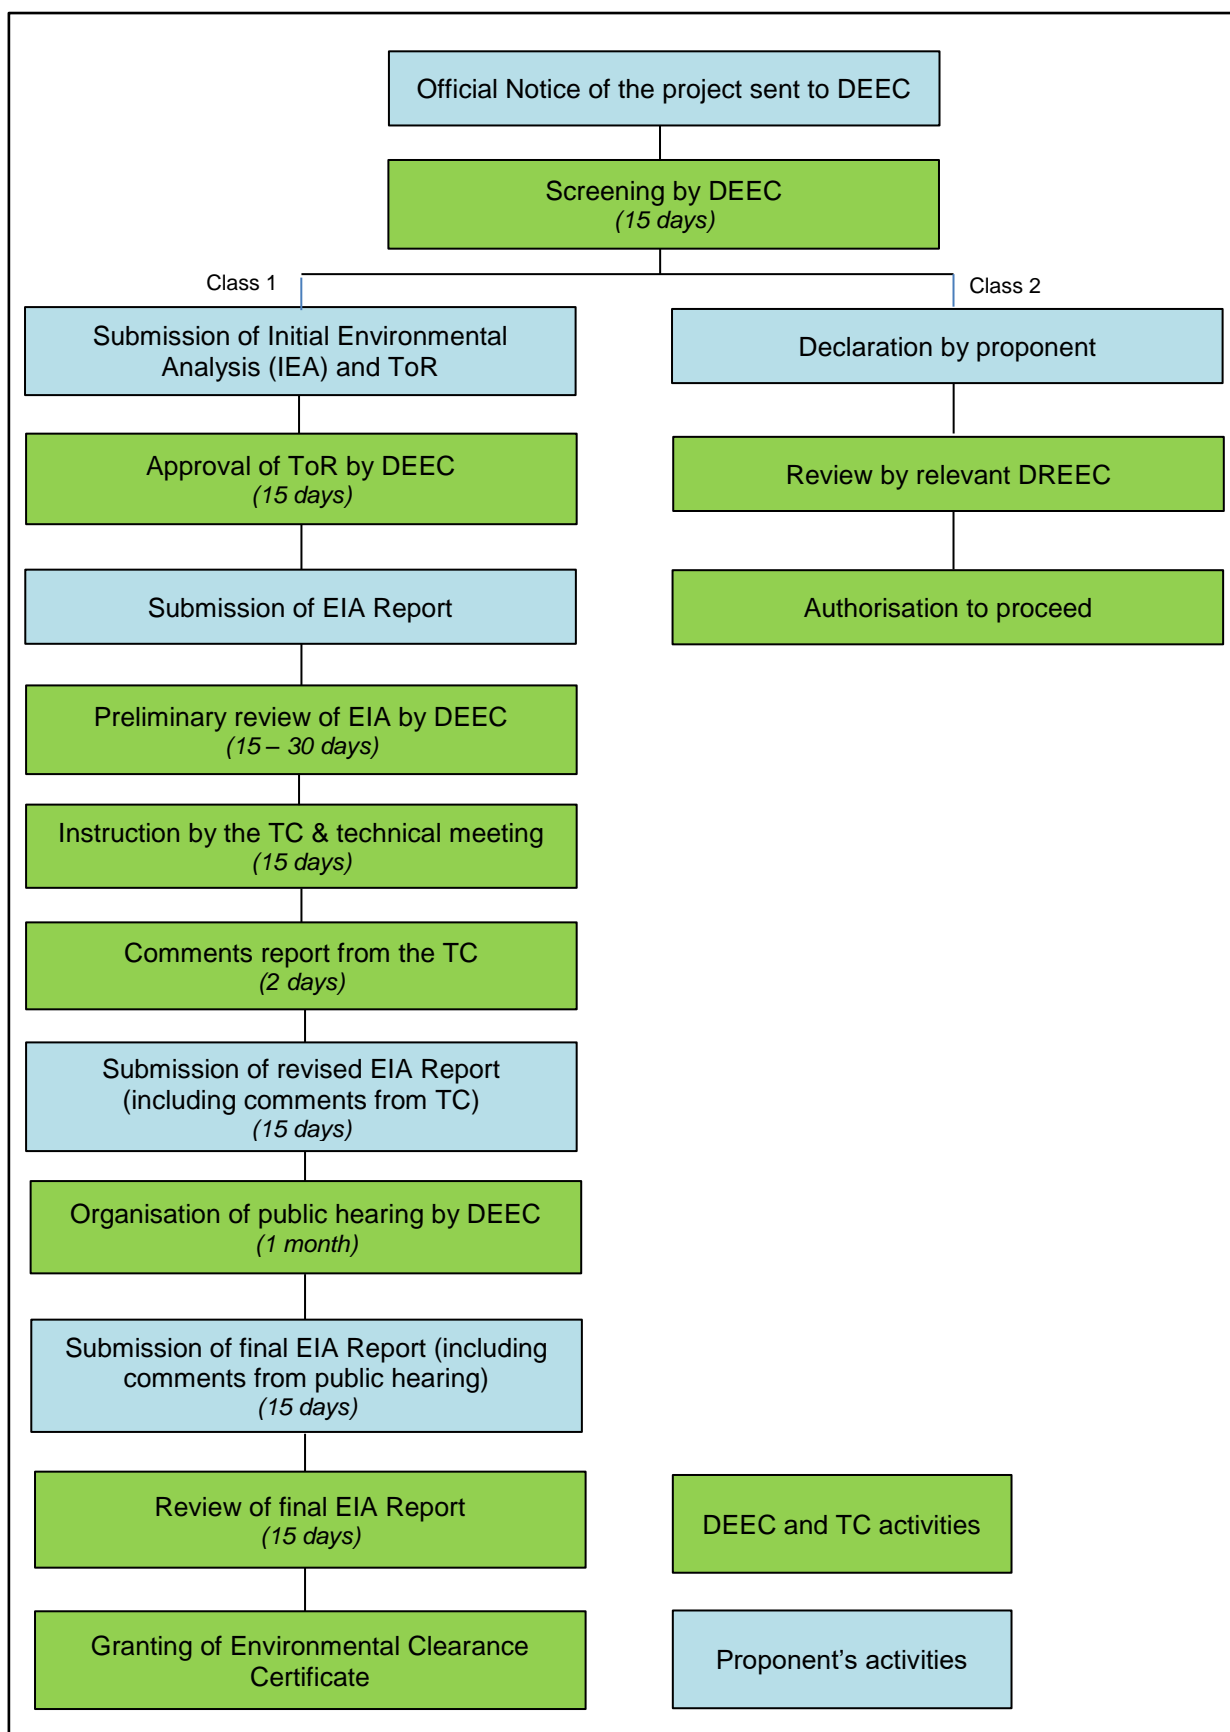 Official Notice of the project sent to DEEC
Screening by DEEC
(15 days)
Class 1
Class 2
Submission of Initial Environmental
Analysis (IEA) and ToR
Declaration by proponent
Approval of ToR by DEEC
(15 days)
Review by relevant DREEC
Submission of EIA Report
Authorisation to proceed
Preliminary review of EIA by DEEC
(15 – 30 days)
Instruction by the TC & technical meeting
(15 days)
Comments report from the TC
(2 days)
Submission of revised EIA Report
(including comments from TC)
(15 days)
Organisation of public hearing by DEEC
(1 month)
Submission of final EIA Report (including
comments from public hearing)
(15 days)
Review of final EIA Report
(15 days)
DEEC and TC activities
Granting of Environmental Clearance
Certificate
Proponent’s activities